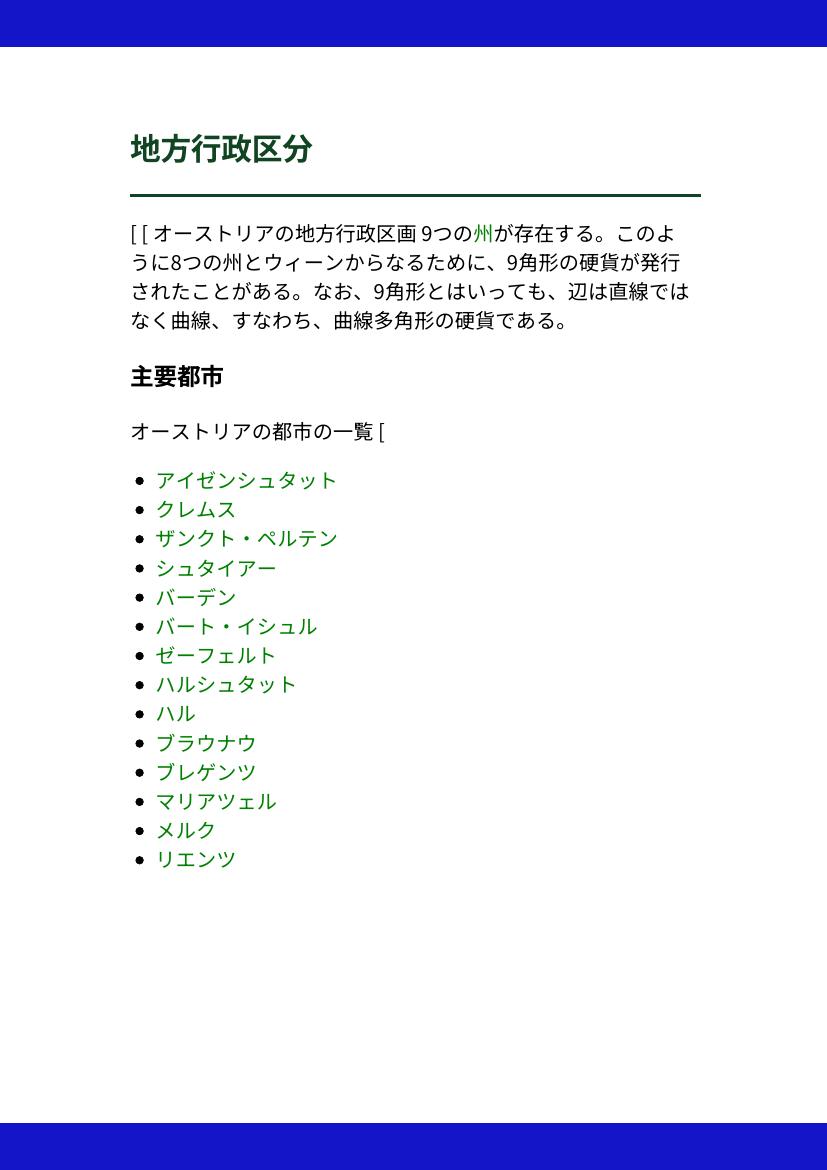 地方行政区分
[ [ オーストリアの地方行政区画 9つの州が存在する。このよ
うに8つの州とウィーンからなるために、9角形の硬貨が発行
されたことがある。なお、9角形とはいっても、辺は直線では
なく曲線、すなわち、曲線多角形の硬貨である。
主要都市
オーストリアの都市の一覧 [
アイゼンシュタット
クレムス
ザンクト・ペルテン
シュタイアー
バーデン
バート・イシュル
ゼーフェルト
ハルシュタット
ハル
ブラウナウ
ブレゲンツ
マリアツェル
メルク
リエンツ